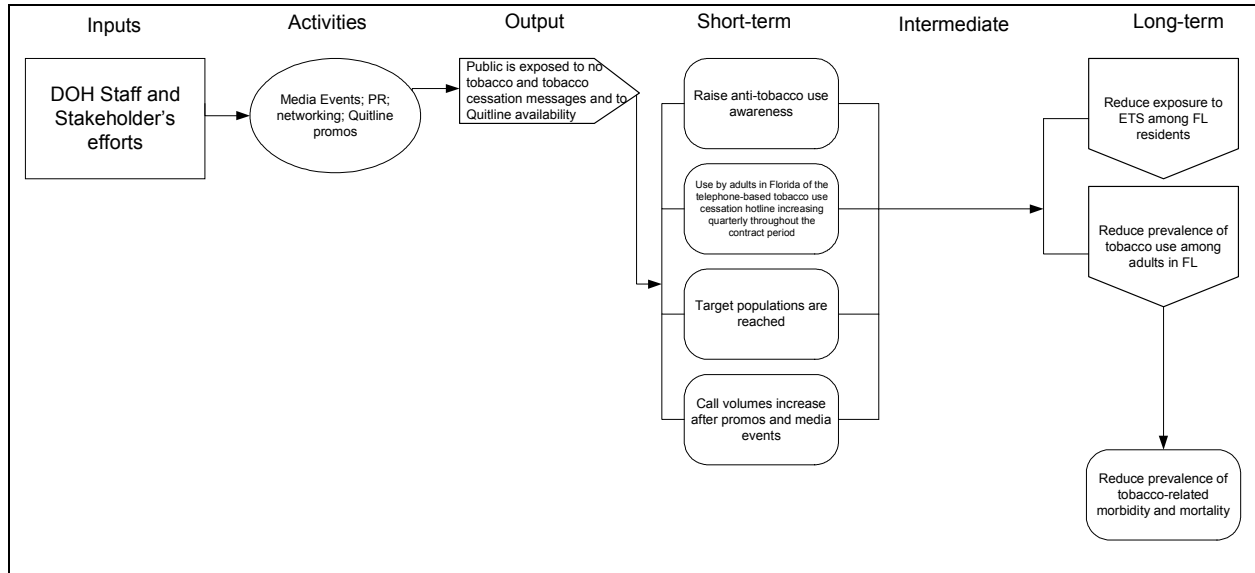 Inputs
Activities
Output
Short-term
Intermediate
Long-term
DOH Staff and
Stakeholder's
efforts
Media Events; PR;
networking; Quitline
promos
Public is exposed to no
tobacco and tobacco
cessation messages and to
Quitline availability
Raise anti-tobacco use
awareness
Use by adults in Florida of the
telephone-based tobacco use
cessation hotline increasing
quarterly throughout the
contract period
Target populations are
reached
Call volumes increase
after promos and media
events
Reduce exposure to
ETS among FL
residents
Reduce prevalence of
tobacco use among
adults in FL
Reduce prevalence of
tobacco-related
morbidity and mortality